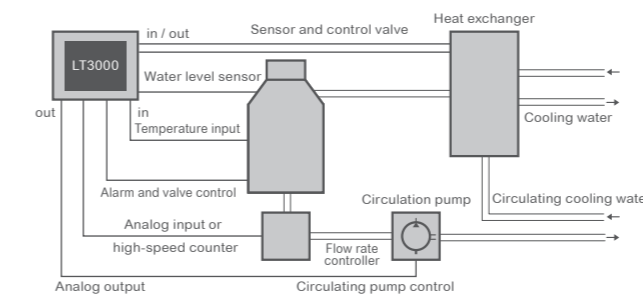 Heat exchanger
in / out
Sensor and control valve
LT3000
Water level sensor
out
in
Temperature input
Cooling water
Alarm and valve control
Circulation pump
Circulating cooling wate
Analog input or
high-speed counter
Flow rate
controller
Analog output
Circulating pump control